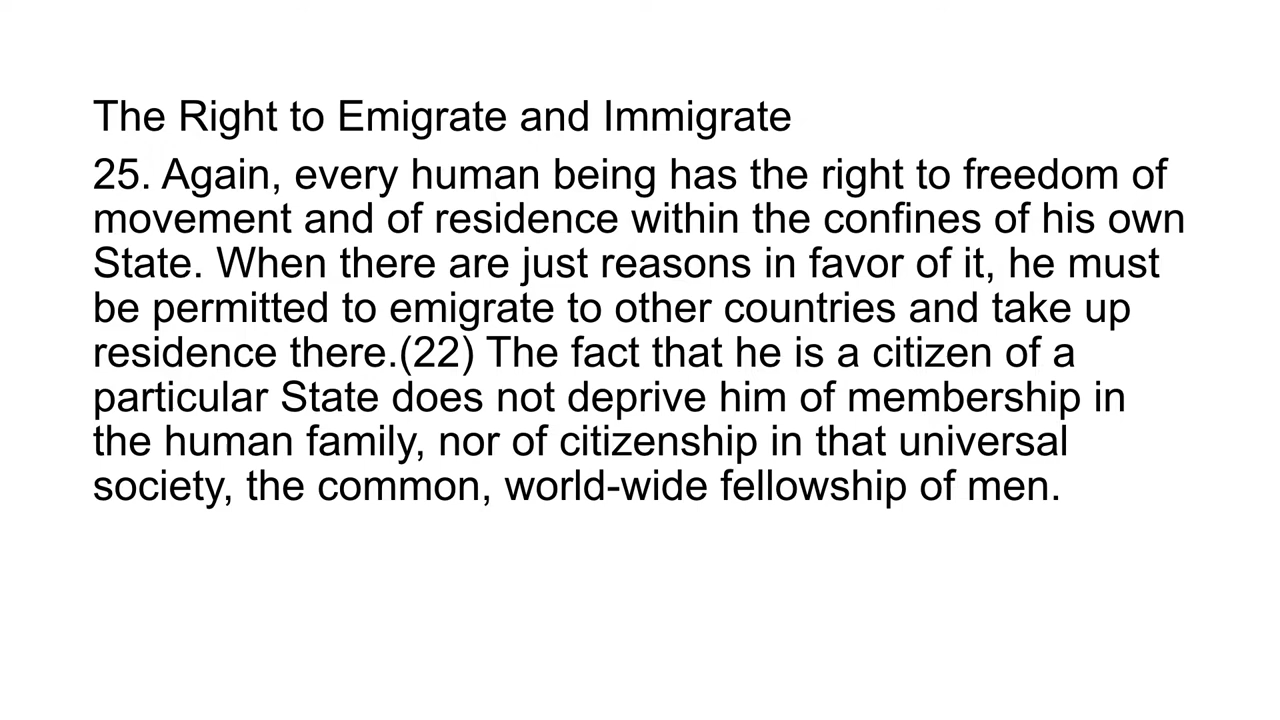 The Right to Emigrate and Immigrate
25. Again, every human being has the right to freedom of
movement and of residence within the confines of his own
State. When there are just reasons in favor of it, he must
be permitted to emigrate to other countries and take up
residence there.(22) The fact that he is a citizen of a
particular State does not deprive him of membership in
the human family, nor of citizenship in that universal
society, the common, world-wide fellowship of men.